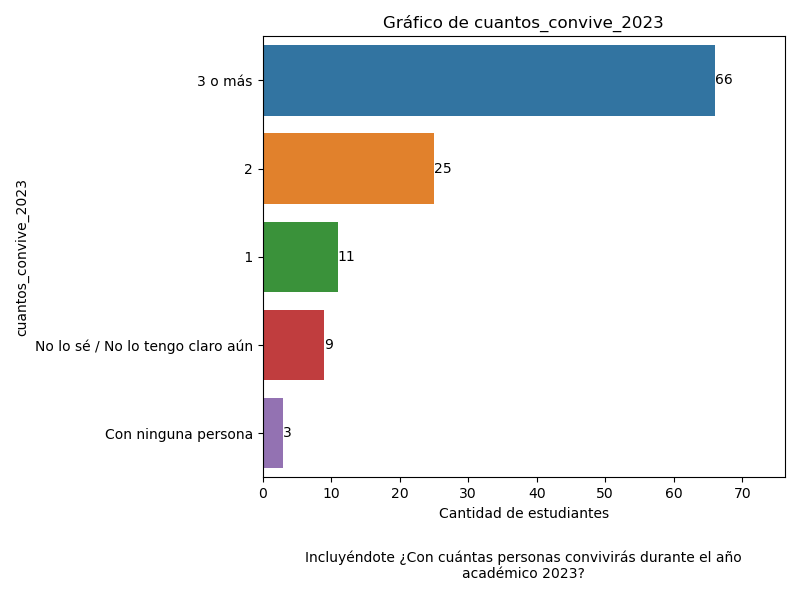 Gráfico de cuantos_convive_2023
cuantos_convive_2023
3 o más
66
2
25
1
11
No lo sé / No lo tengo claro aún
9
Con ninguna persona
3
0 10 20 30 40 50 60 70
Cantidad de estudiantes
Incluyéndote ¿Con cuántas personas convivirás durante el año
académico 2023?